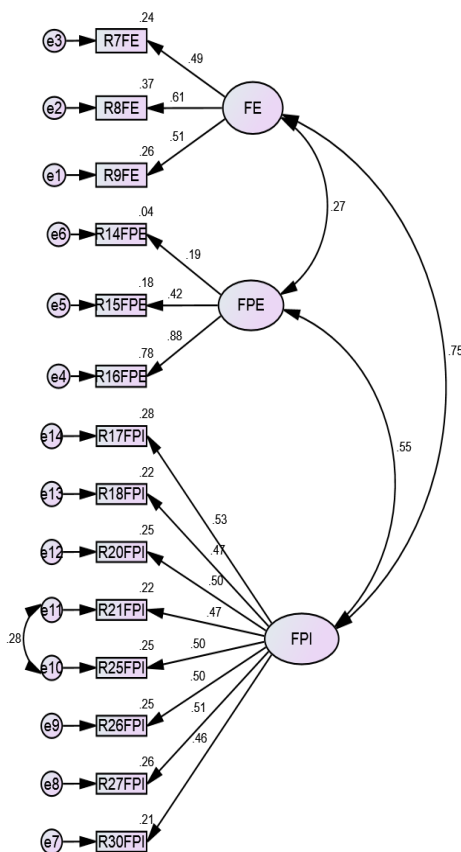 .24
e3 R7FE
.49
.37
e2 R8FE .61 FE
.51
.26
e1 R9FE
.27
.04
e6 R14FPE
.19
.18
e5 R15FPE .42 FPE
.88
.78
e4 R16FPE
.75
.28
e14 R17FPI
.55
.22
e13 R18FPI
.53
.25
.47
e12 R20FPI
.50
.22
e11 R21FPI
.47
.28
.25
.50
FPI
e10 R25FPI
.50
.25
.51
e9 R26FPI
.46
.26
e8 R27FPI
.21
e7 R30FPI